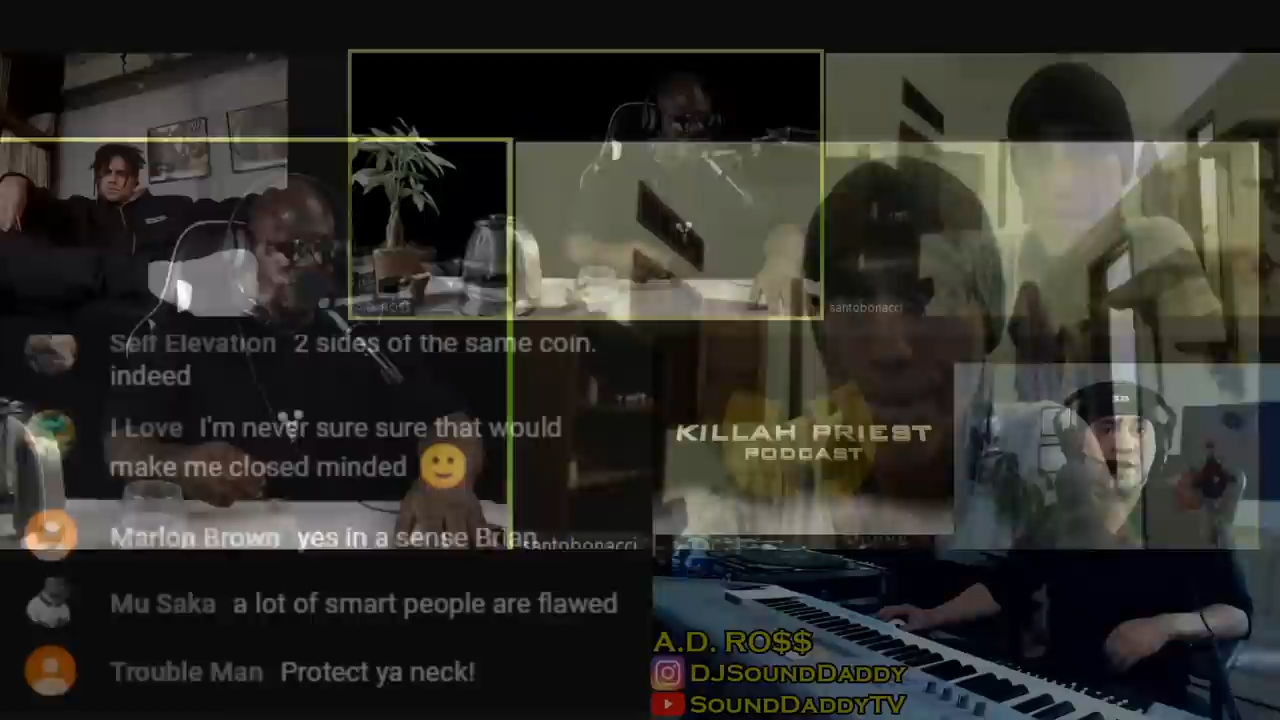 A.D. RO$$
santobonacci
Self Elevation 2 sides of the same coin.
indeed
I Love I'm never sure sure that would
make me closed minded 🙂
Marlon Brown yes in a sense Brian
santobonacci
Mu Saka a lot of smart people are flawed
Trouble Man Protect ya neck!
KILLAH PRIEST
PODCAST
A.D. RO$$
DJSoundDaddy
SoundDaddyTV